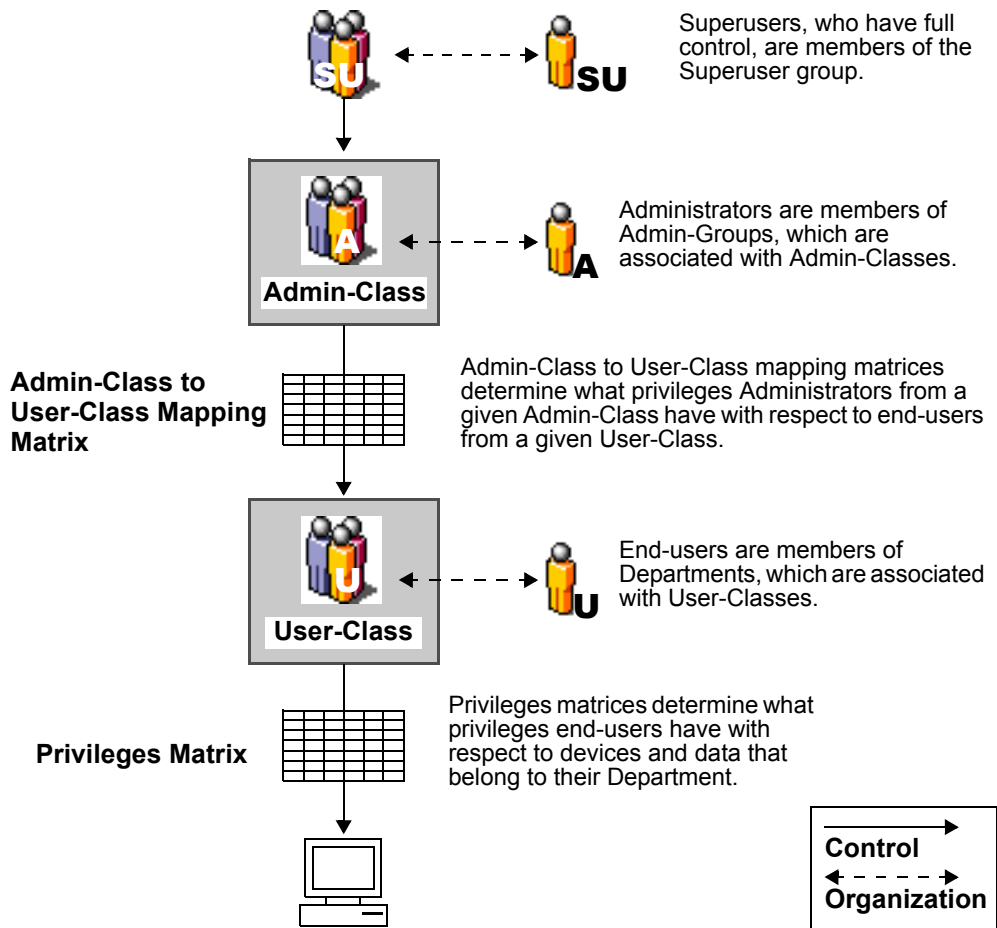 SU
SU
Superusers, who have full
control, are members of the
Superuser group.
A
Admin-Class
A
Administrators are members of
Admin-Groups, which are
associated with Admin-Classes.
Admin-Class to
User-Class Mapping
Matrix
Admin-Class to User-Class mapping matrices
determine what privileges Administrators from a
given Admin-Class have with respect to end-users
from a given User-Class.
U
User-Class
U
End-users are members of
Departments, which are associated
with User-Classes.
Privileges Matrix
Privileges matrices determine what
privileges end-users have with
respect to devices and data that
belong to their Department.
Control
Organization